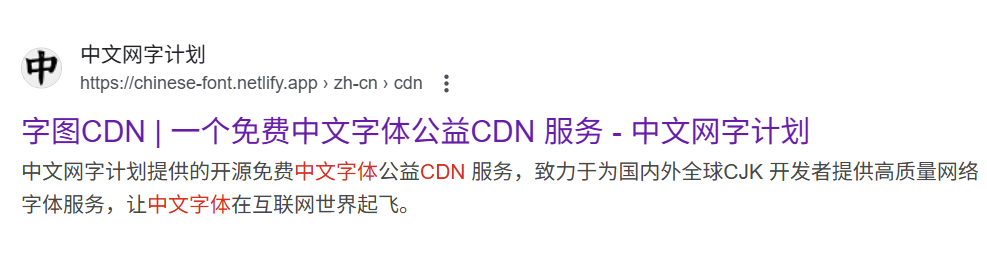 中
中文网字计划
https://chinese-font.netlify.app › zh-cn › cdn
字图CDN | 一个免费中文字体公益CDN 服务 - 中文网字计划
中文网字计划提供的开源免费中文字体公益CDN 服务，致力于为国内外全球CJK 开发者提供高质量网络
字体服务，让中文字体在互联网世界起飞。